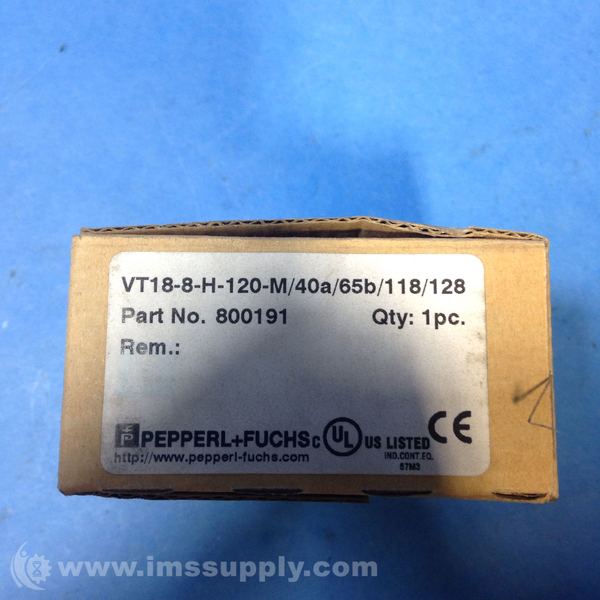 VT18-8-H-120-M/40a/65b/118/128
Part No. 800191 Qty: 1pc.
Rem.:
PEPPERL+FUCHS C UL US LISTED CE
http://www.pepperl-fuchs.com IND.CONT.EQ.
67M3
www.imssupply.com